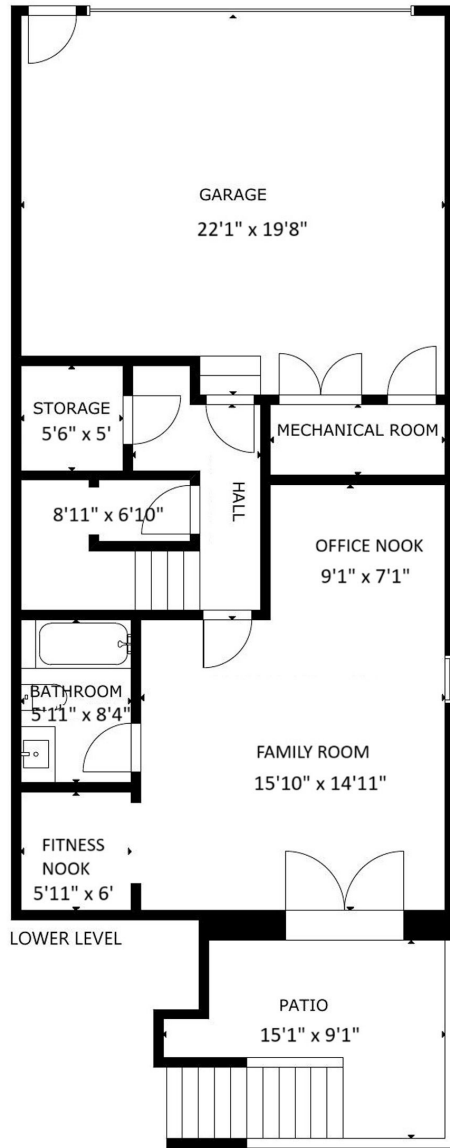 GARAGE
22'1" x 19'8"
STORAGE
5'6" x 5'
MECHANICAL ROOM
8'11" x 6'10"
HALL
OFFICE NOOK
9'1" x 7'1"
BATHROOM
5'11" x 8'4"
FAMILY ROOM
15'10" x 14'11"
FITNESS
NOOK
5'11" x 6'
LOWER LEVEL
PATIO
15'1" x 9'1"